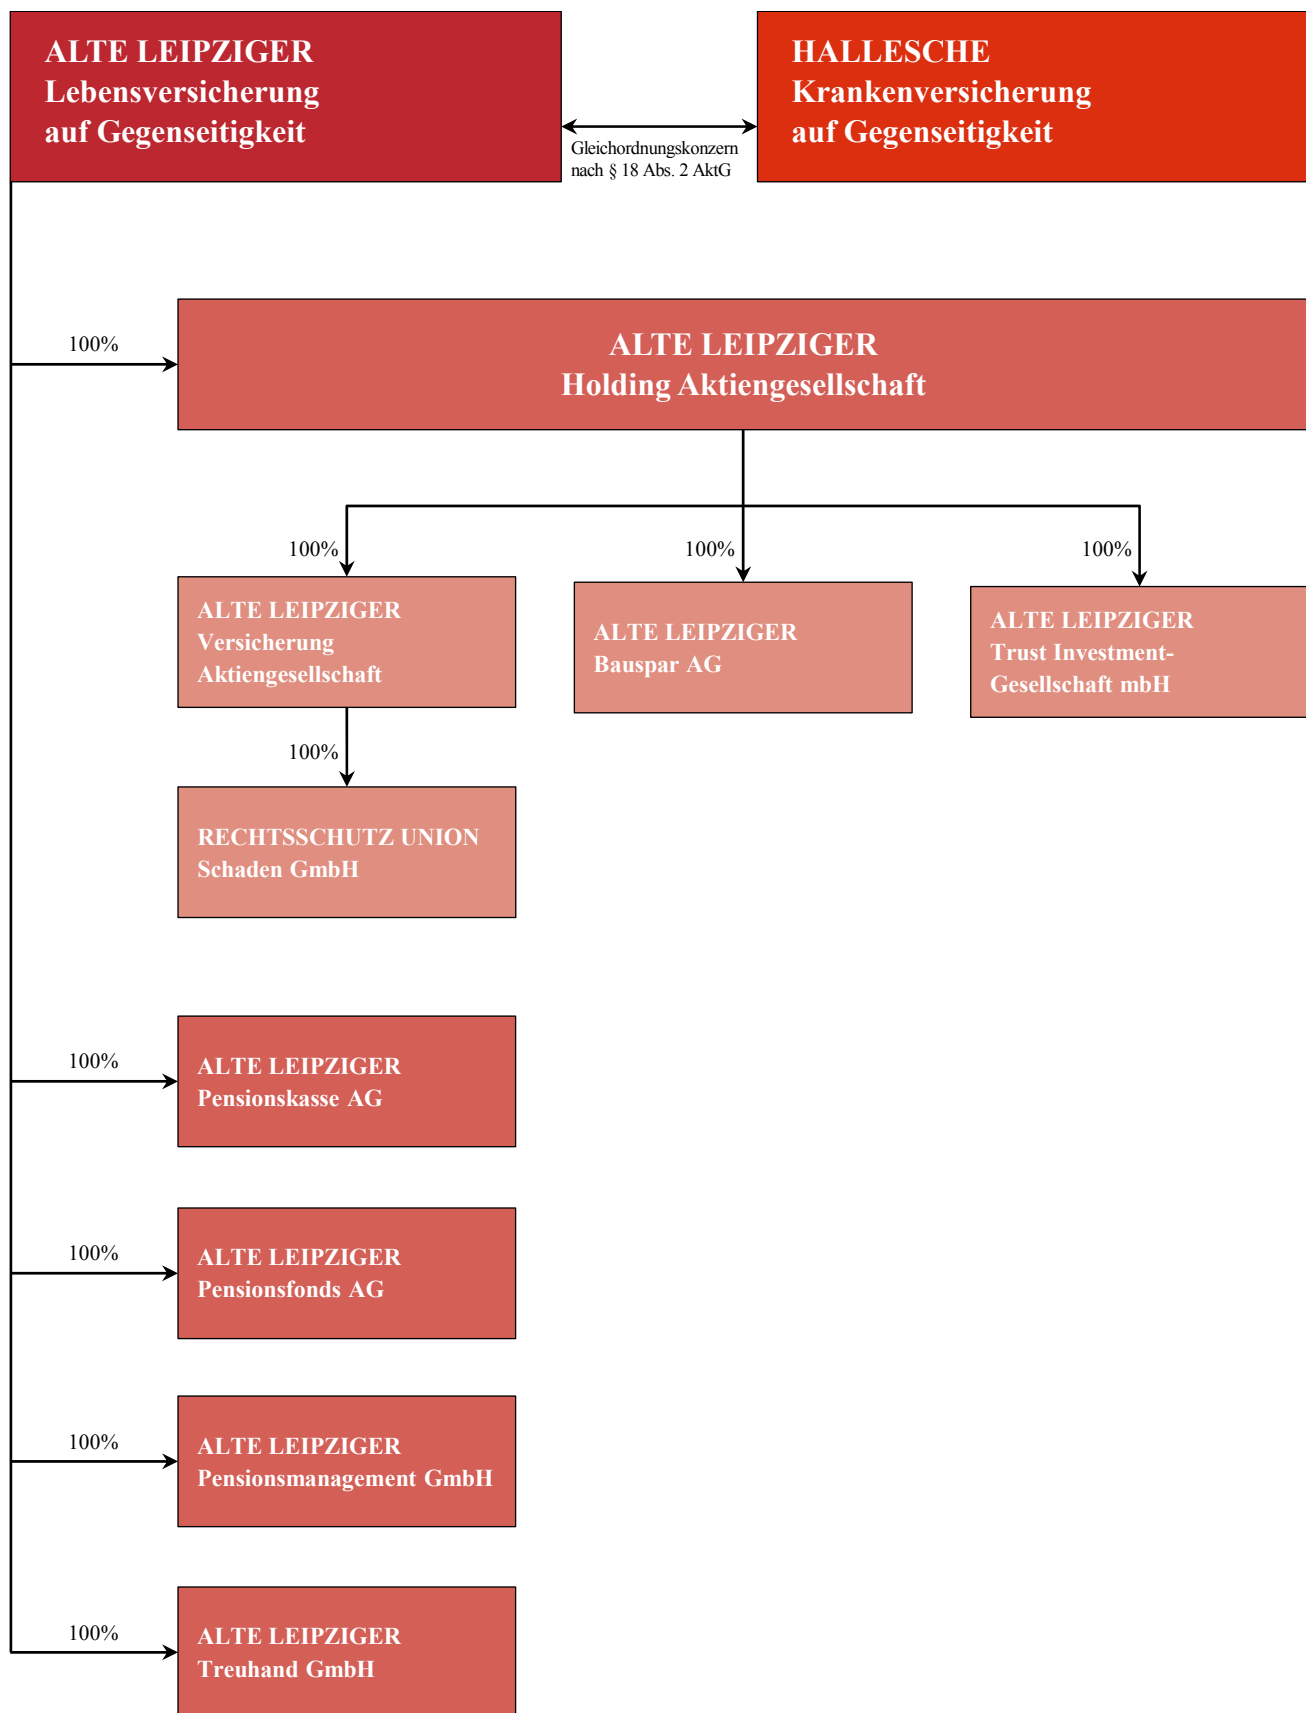 ALTE LEIPZIGER
Lebensversicherung
auf Gegenseitigkeit
HALLESCHE
Krankenversicherung
auf Gegenseitigkeit
Gleichordnungskonzern
nach § 18 Abs. 2 AktG
100%
ALTE LEIPZIGER
Holding Aktiengesellschaft
100%
100%
100%
ALTE LEIPZIGER
Versicherung
Aktiengesellschaft
ALTE LEIPZIGER
Bauspar AG
ALTE LEIPZIGER
Trust Investment-
Gesellschaft mbH
100%
RECHTSSCHUTZ UNION
Schaden GmbH
100%
ALTE LEIPZIGER
Pensionskasse AG
100%
ALTE LEIPZIGER
Pensionsfonds AG
100%
ALTE LEIPZIGER
Pensionsmanagement GmbH
100%
ALTE LEIPZIGER
Treuhand GmbH